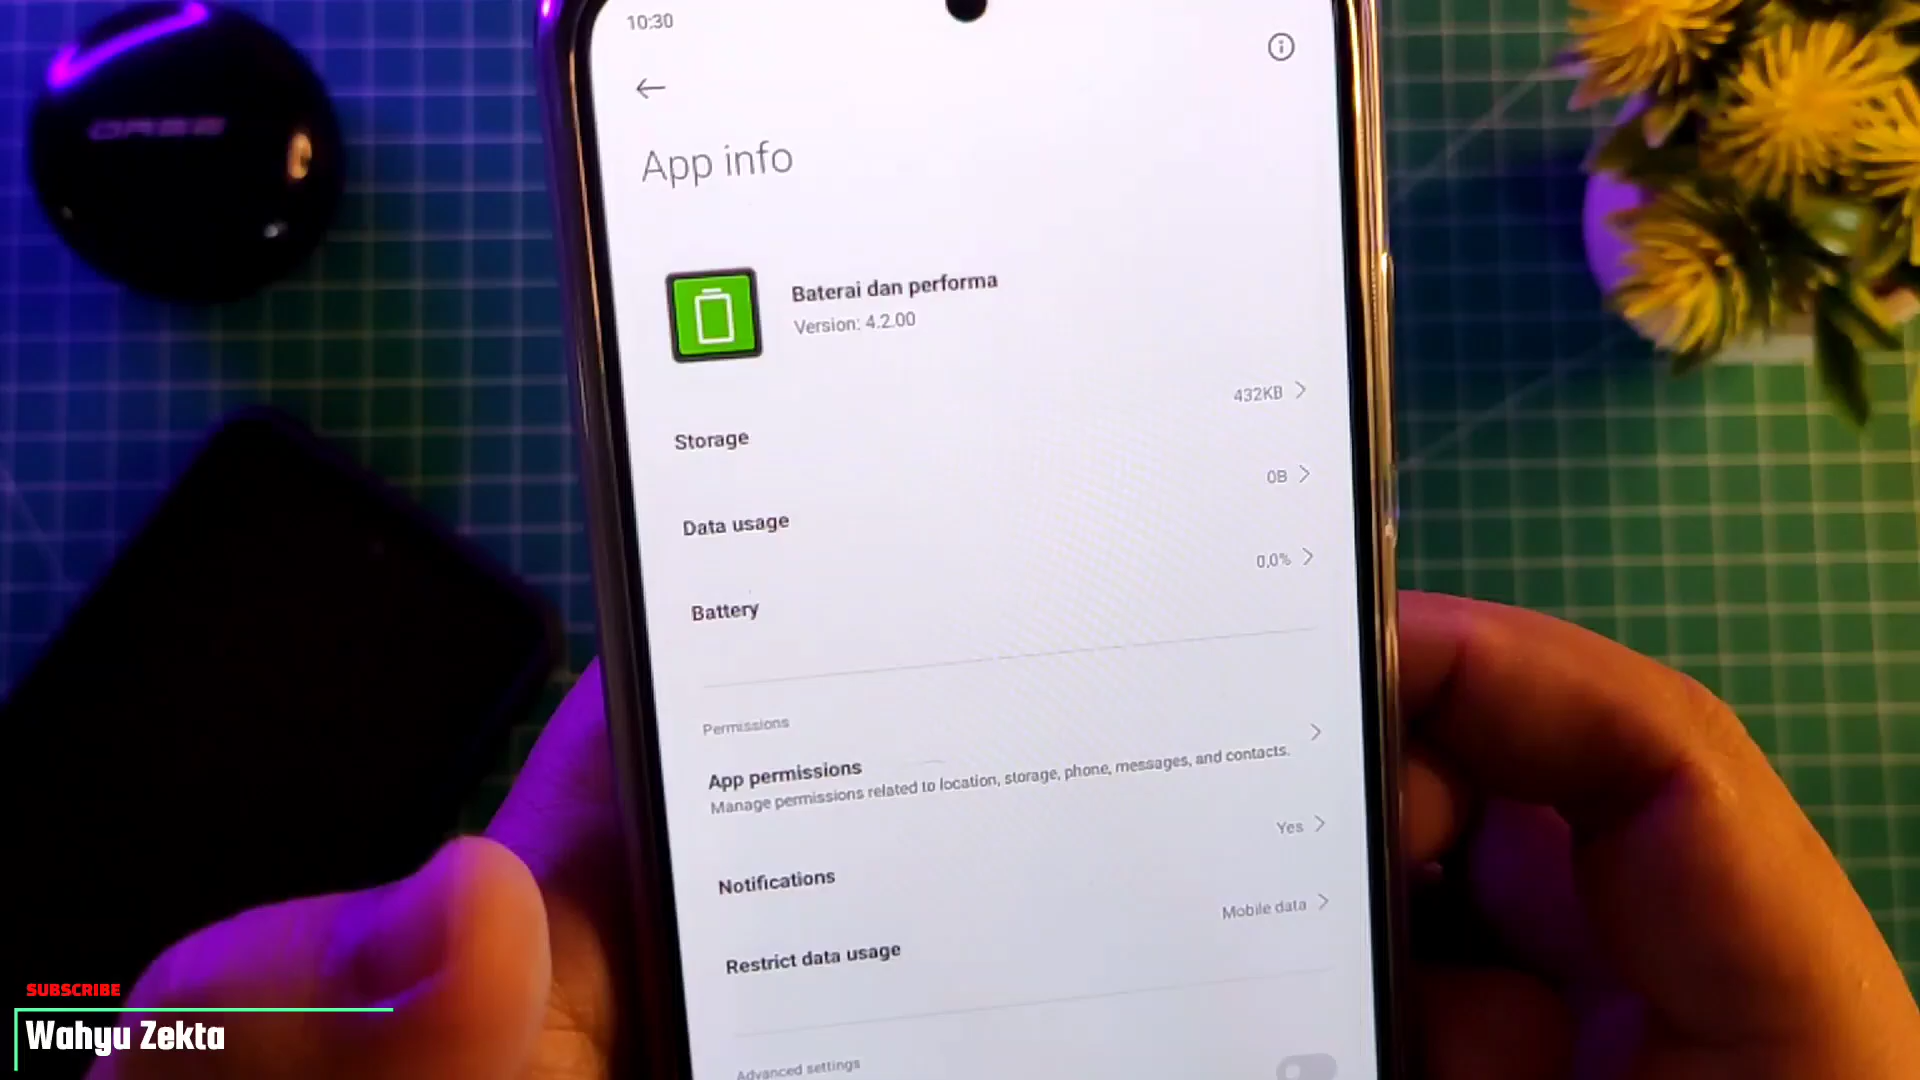 10:30
App info
Baterai dan performa
Version: 4.2.00
432KB
Storage
0B
Data usage
0,0%
Battery
Permissions
App permissions
Manage permissions related to location, storage, phone, messages, and contacts.
Yes
Notifications
Mobile data
Restrict data usage
Advanced settings
SUBSCRIBE
Wahyu Zekta